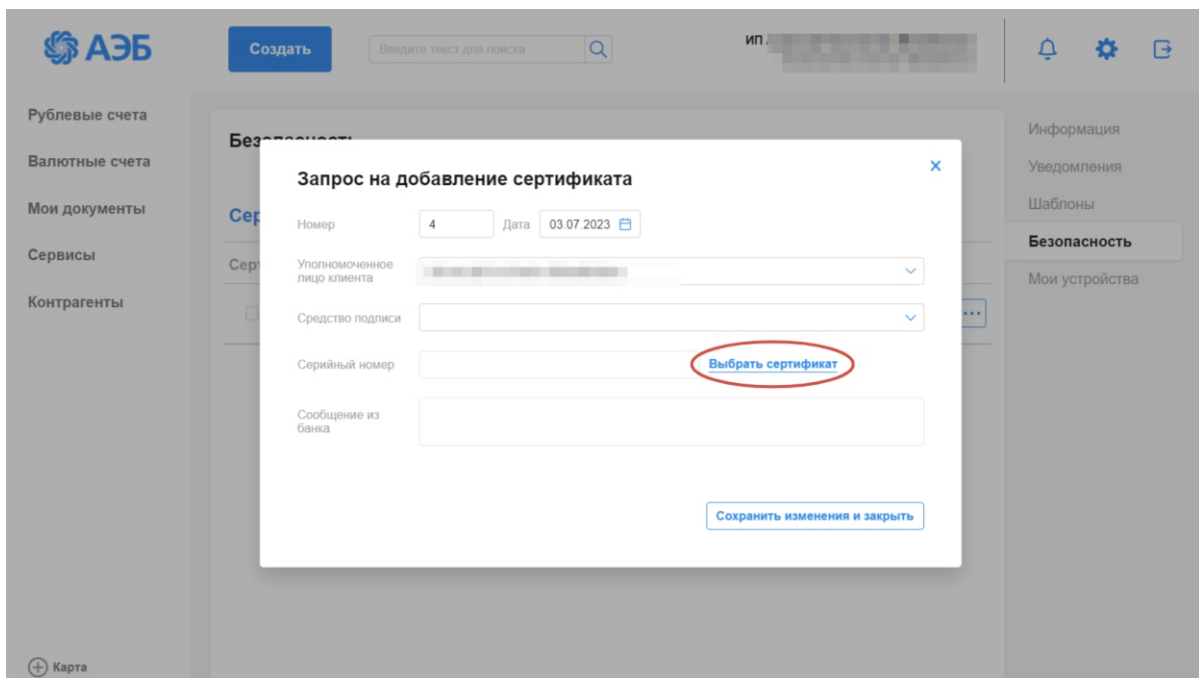 АЭБ
Создать
Введите текст для поиска
ИП
Рублевые счета
Валютные счета
Мои документы
Сервисы
Контрагенты
Карта
Запрос на добавление сертификата
Номер 4 Дата 03.07.2023
Уполномоченное
лицо клиента
Средство подписи
Серийный номер Выбрать сертификат
Сообщение из
банка
Сохранить изменения и закрыть
Информация
Уведомления
Шаблоны
Безопасность
Мои устройства